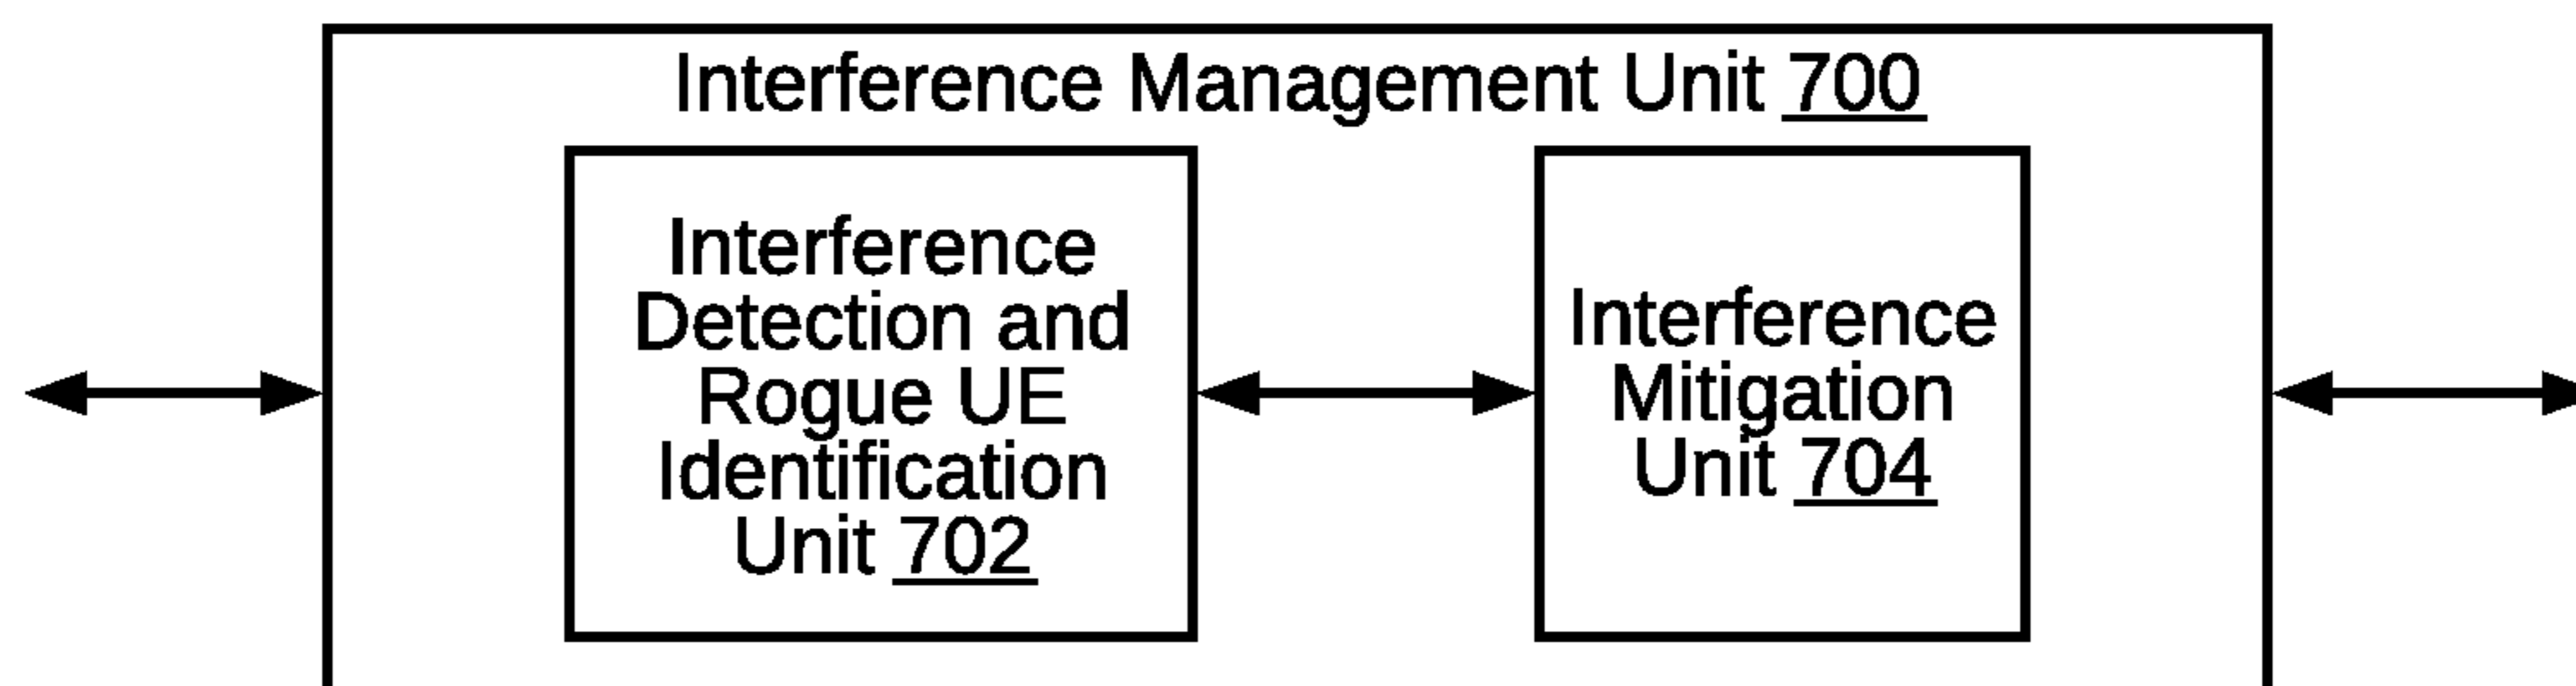 Interference Management Unit 700
Interference
Detection and
Rogue UE
Identification
Unit 702
Interference
Mitigation
Unit 704